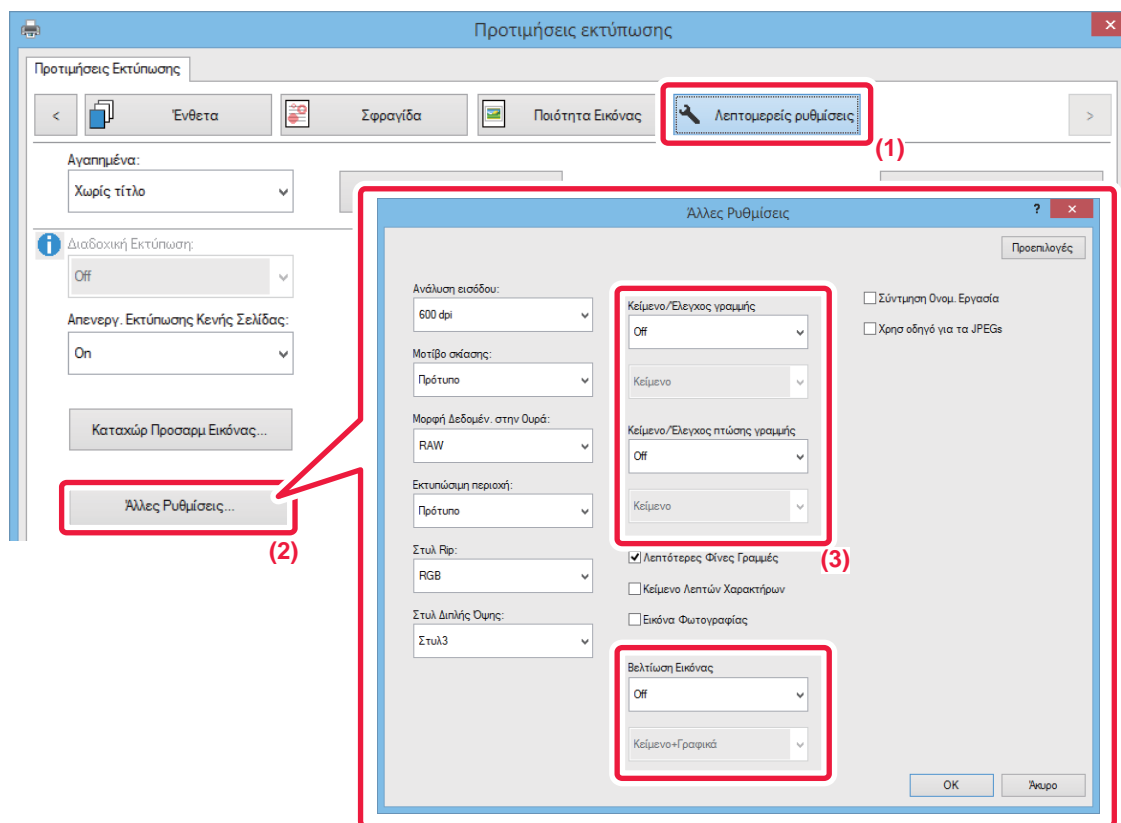 Προτιμήσεις εκτύπωσης
Προτιμήσεις Εκτύπωσης
<
Ένθετα
Σφραγίδα
Ποιότητα Εικόνας
Λεπτομερείς ρυθμίσεις
>
(1)
Αγαπημένα:
Χωρίς τίτλο
Διαδοχική Εκτύπωση:
Off
Απενεργ. Εκτύπωσης Κενής Σελίδας:
On
Καταχώρ Προσαρμ Εικόνας...
Άλλες Ρυθμίσεις...
(2)
Άλλες Ρυθμίσεις
?
Προεπιλογές
Ανάλυση εισόδου:
600 dpi
Μοτίβο σκίασης:
Πρότυπο
Μορφή Δεδομέν. στην Ουρά:
RAW
Εκτυπώσιμη περιοχή:
Πρότυπο
Στυλ Rip:
RGB
Στυλ Διπλής Όψης:
Στυλ3
Κείμενο/Έλεγχος γραμμής
Off
Κείμενο
Κείμενο/Έλεγχος πτώσης γραμμής
Off
Κείμενο
(3)
Λεπτότερες Φίνες Γραμμές
Κείμενο Λεπτών Χαρακτήρων
Εικόνα Φωτογραφίας
Βελτίωση Εικόνας
Off
Κείμενο+Γραφικά
Σύντμηση Ονομ. Εργασία
Χρησ οδηγό για τα JPEGs
OK
Άκυρο